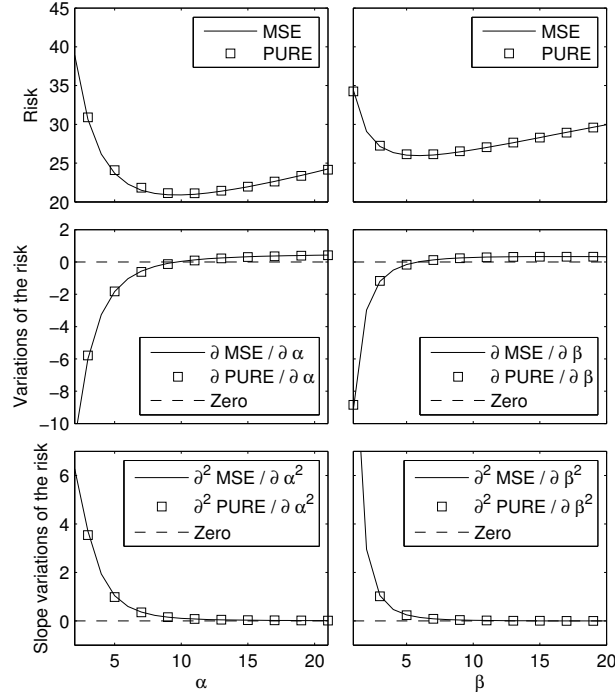 45
40
35
30
25
20
Risk
MSE
PURE
MSE
PURE
2
0
−2
−4
−6
−8
−10
Variations of the risk
∂ MSE / ∂ α
∂ PURE / ∂ α
Zero
∂ MSE / ∂ β
∂ PURE / ∂ β
Zero
6
4
2
0
Slope variations of the risk
∂² MSE / ∂ α²
∂² PURE / ∂ α²
Zero
∂² MSE / ∂ β²
∂² PURE / ∂ β²
Zero
5 10 15 20
α
5 10 15 20
β